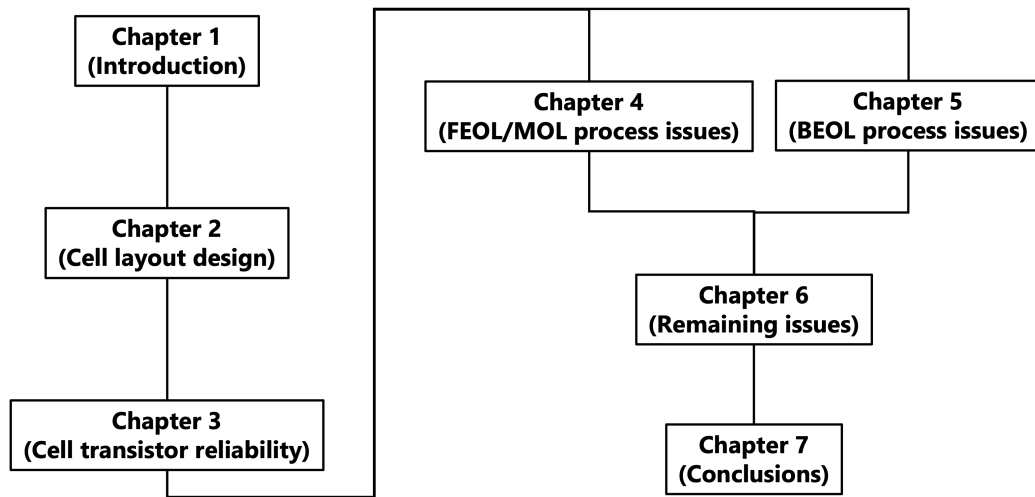 Chapter 1
(Introduction)
Chapter 2
(Cell layout design)
Chapter 3
(Cell transistor reliability)
Chapter 4
(FEOL/MOL process issues)
Chapter 5
(BEOL process issues)
Chapter 6
(Remaining issues)
Chapter 7
(Conclusions)